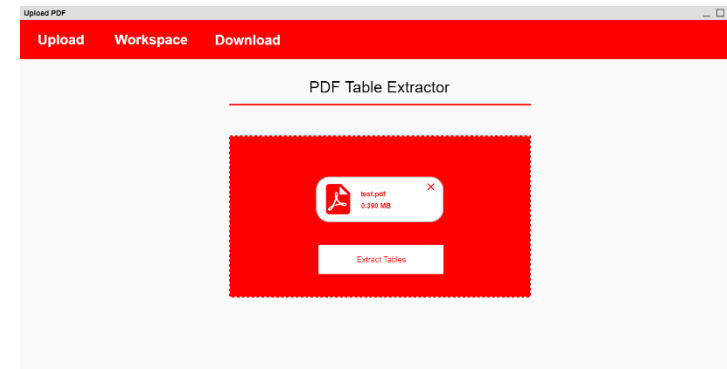 Upload PDF
Upload Workspace Download
PDF Table Extractor
test.pdf
0.390 MB
Extract Tables